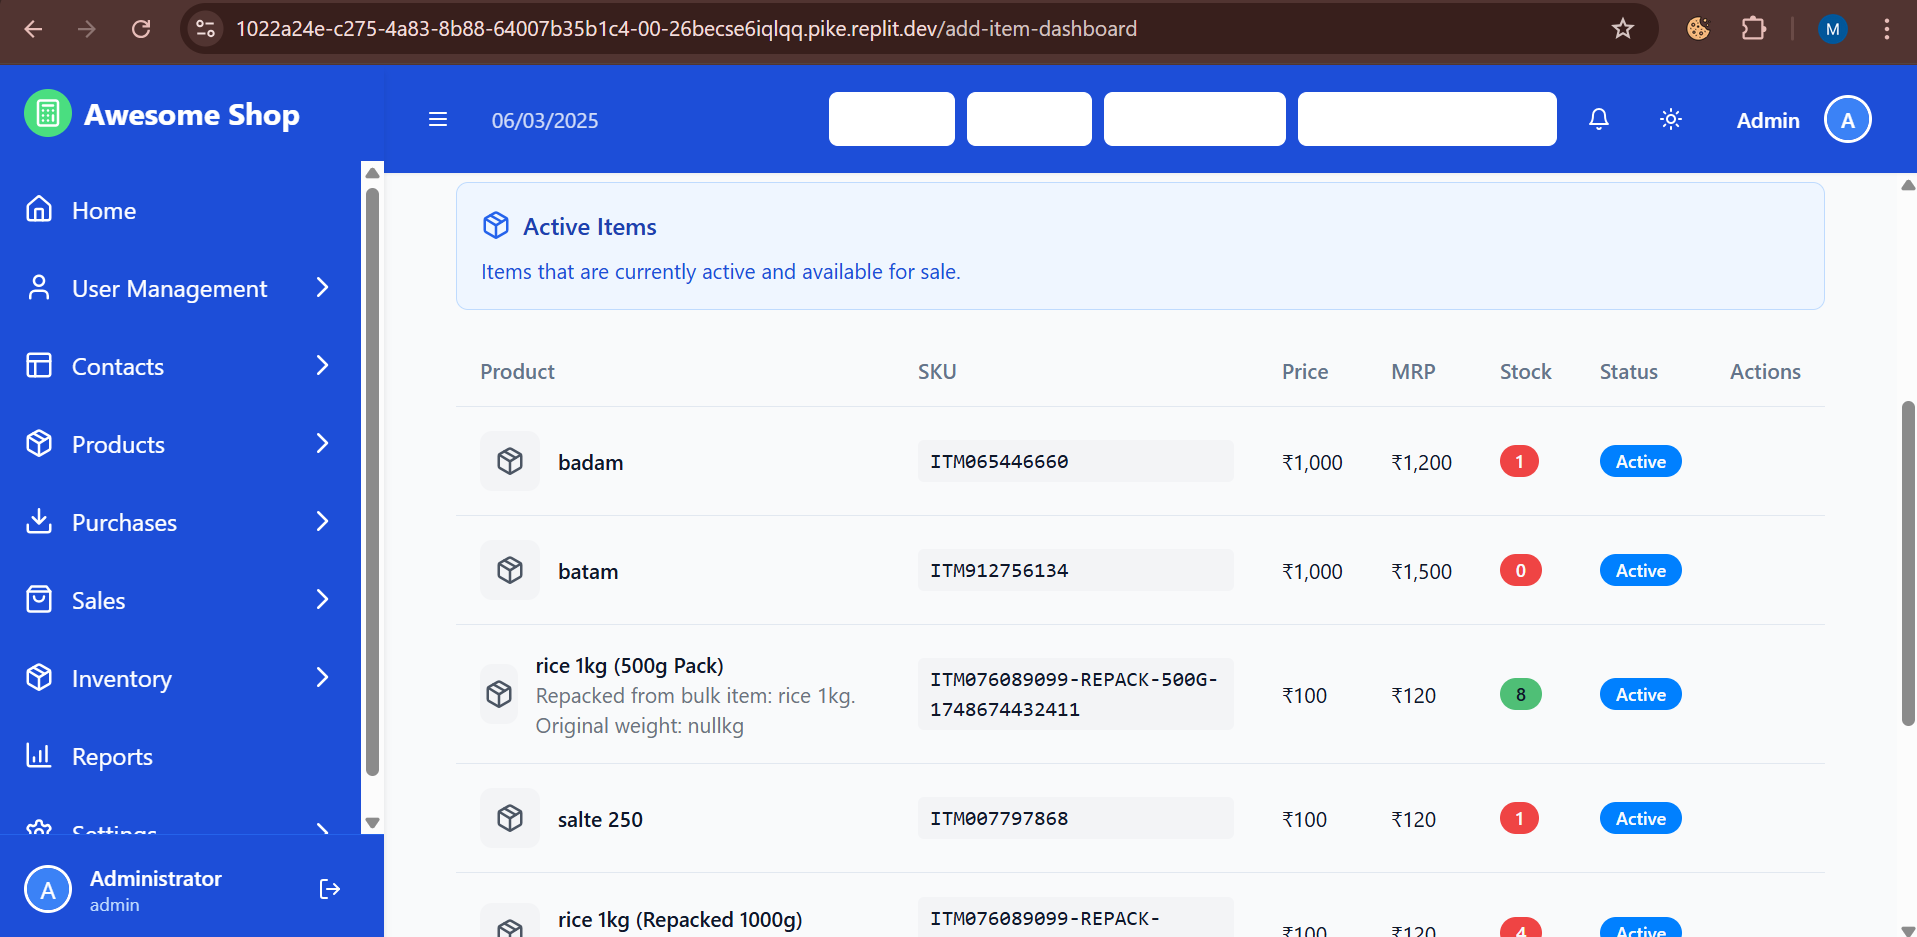 1022a24e-c275-4a83-8b88-64007b35b1c4-00-26becse6iqlqq.pike.replit.dev/add-item-dashboard
M
Awesome Shop
06/03/2025
Admin
A
Home
User Management
Contacts
Products
Purchases
Sales
Inventory
Reports
Settings
A
Administrator
admin
Active Items
Items that are currently active and available for sale.
Product SKU Price MRP Stock Status Actions
badam ITM065446660 ₹1,000 ₹1,200 1 Active
batam ITM912756134 ₹1,000 ₹1,500 0 Active
rice 1kg (500g Pack)
Repacked from bulk item: rice 1kg.
Original weight: nullkg
ITM076089099-REPACK-500G-
1748674432411
₹100 ₹120 8 Active
salte 250 ITM007797868 ₹100 ₹120 1 Active
rice 1kg (Repacked 1000g) ITM076089099-REPACK-
₹100 ₹120 4 Active